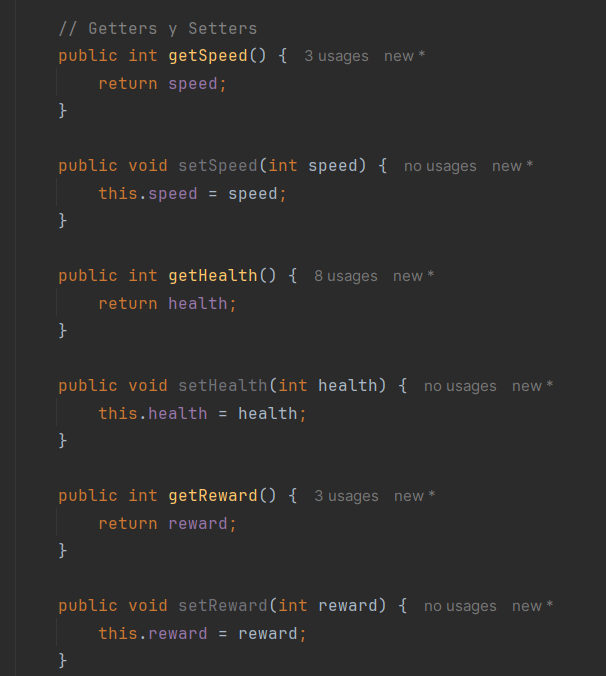 // Getters y Setters
public int getSpeed() { 3 usages new *
return speed;
}
public void setSpeed(int speed) { no usages new *
this.speed = speed;
}
public int getHealth() { 8 usages new *
return health;
}
public void setHealth(int health) { no usages new *
this.health = health;
}
public int getReward() { 3 usages new *
return reward;
}
public void setReward(int reward) { no usages new *
this.reward = reward;
}